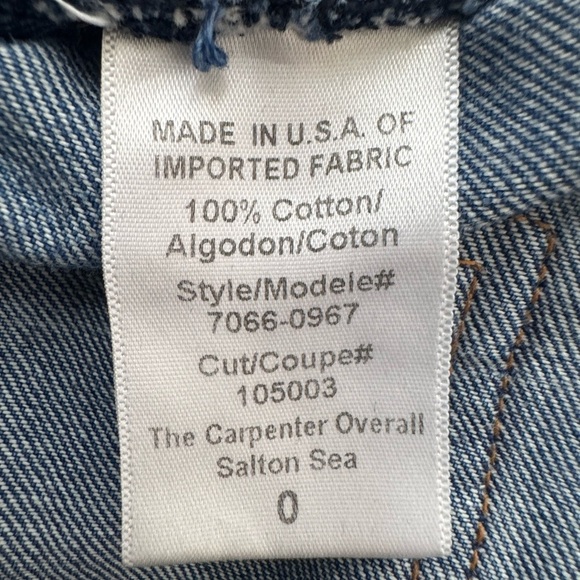 MADE IN U.S.A. OF
IMPORTED FABRIC
100% Cotton/
Algodon/Coton
Style/Modele#
7066-0967
Cut/Coupe#
105003
The Carpenter Overall
Salton Sea
0